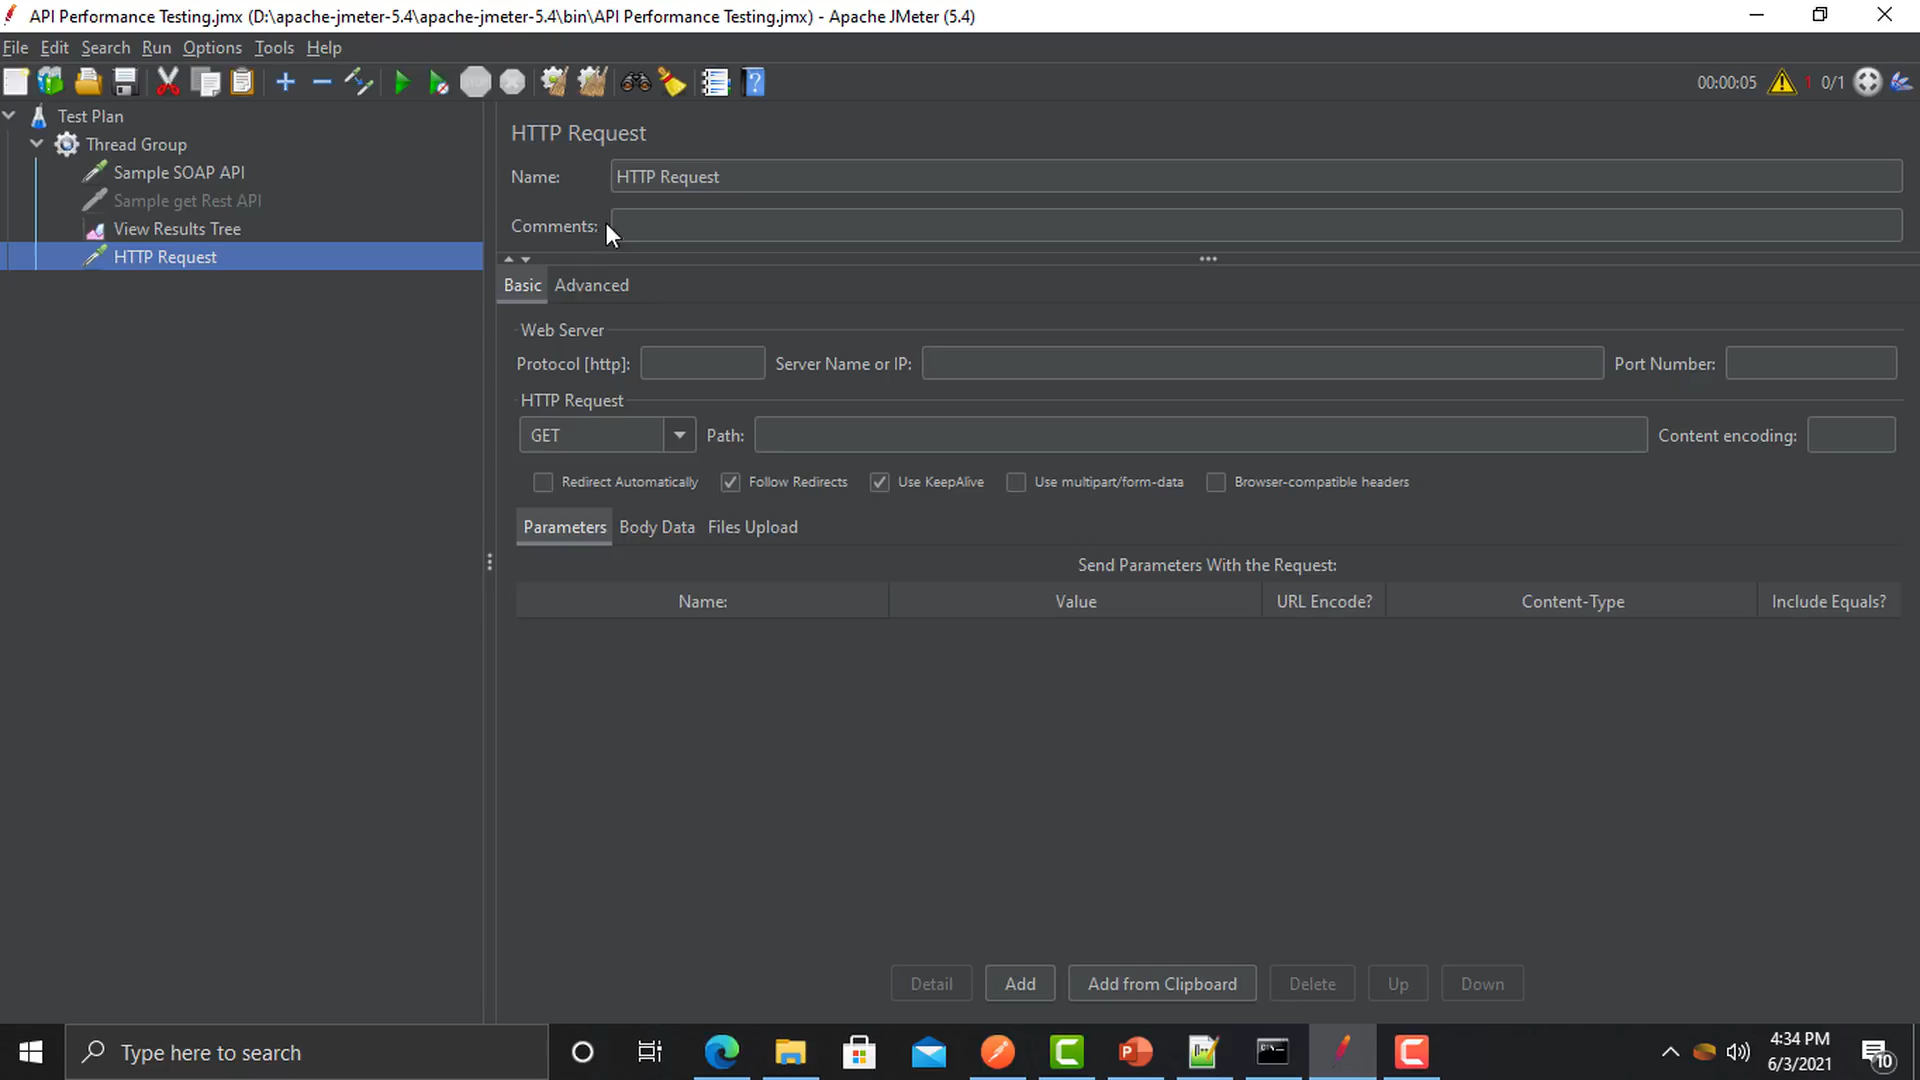 API Performance Testing.jmx (D:\apache-jmeter-5.4\apache-jmeter-5.4\bin\API Performance Testing.jmx) - Apache JMeter (5.4)
File Edit Search Run Options Tools Help
00:00:05 1 0/1
Test Plan
Thread Group
Sample SOAP API
Sample get Rest API
View Results Tree
HTTP Request
HTTP Request
Name: HTTP Request
Comments:
Basic Advanced
Web Server
Protocol [http]: Server Name or IP: Port Number:
HTTP Request
GET Path: Content encoding:
Redirect Automatically Follow Redirects Use KeepAlive Use multipart/form-data Browser-compatible headers
Parameters Body Data Files Upload
Send Parameters With the Request:
Name: Value URL Encode? Content-Type Include Equals?
Detail Add Add from Clipboard Delete Up Down
Type here to search
4:34 PM
6/3/2021
10